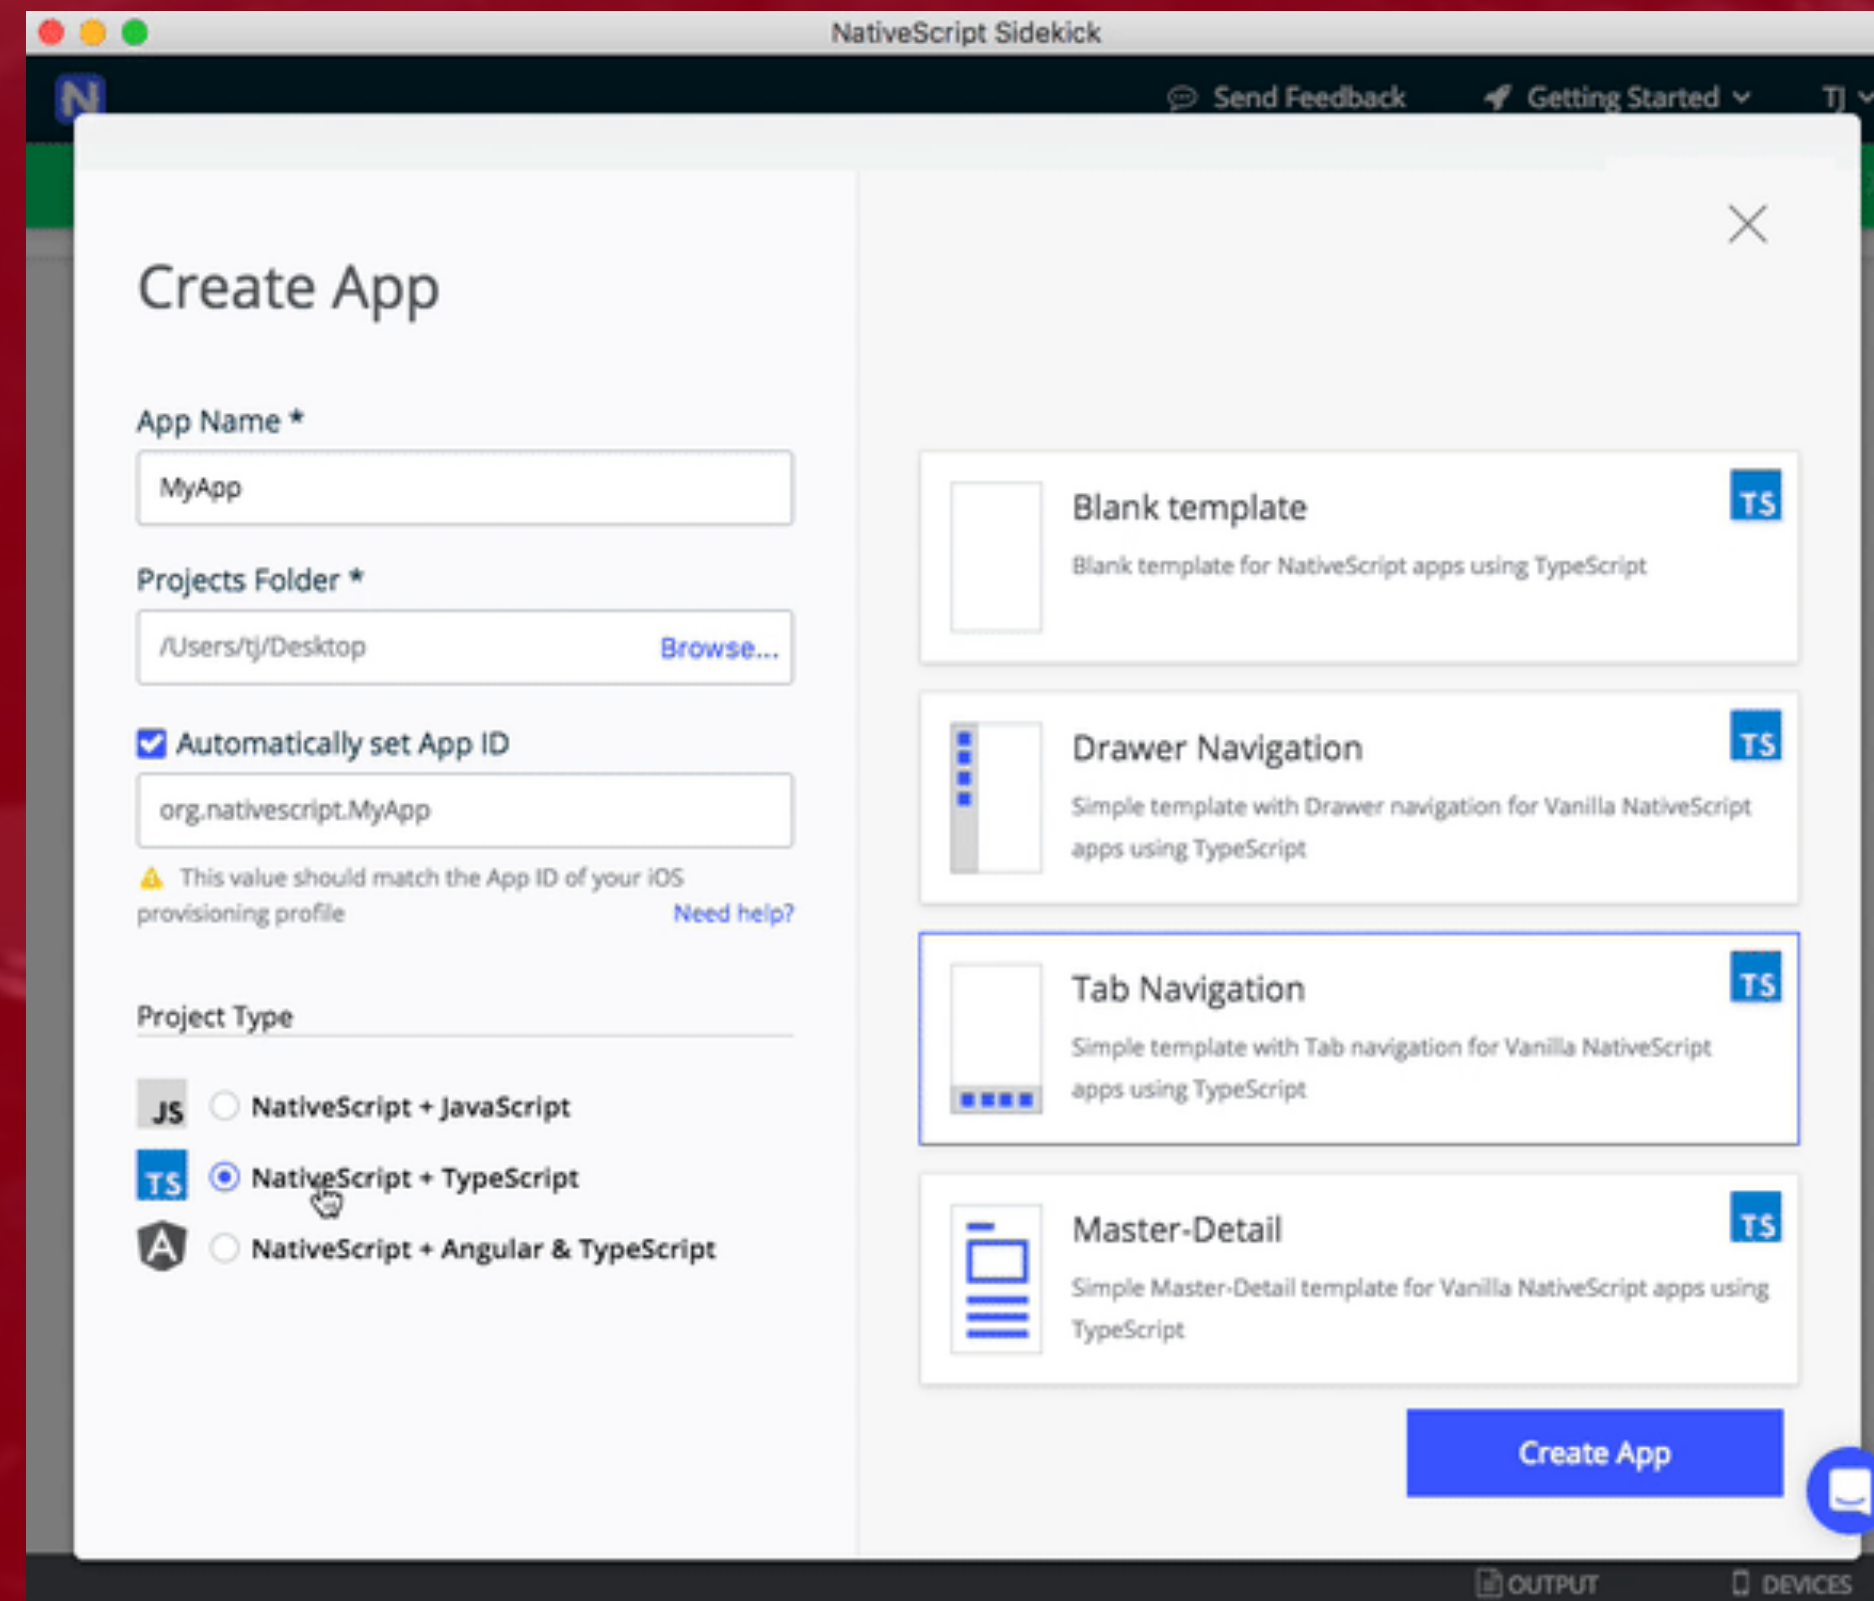 NativeScript Sidekick
N
Send Feedback
Getting Started
TJ
Create App
App Name *
MyApp
Projects Folder *
/Users/tj/Desktop
Browse...
Automatically set App ID
org.nativescript.MyApp
This value should match the App ID of your iOS
provisioning profile
Need help?
Project Type
JS
NativeScript + JavaScript
TS
NativeScript + TypeScript
A
NativeScript + Angular & TypeScript
Blank template
TS
Blank template for NativeScript apps using TypeScript
Drawer Navigation
TS
Simple template with Drawer navigation for Vanilla NativeScript
apps using TypeScript
Tab Navigation
TS
Simple template with Tab navigation for Vanilla NativeScript
apps using TypeScript
Master-Detail
TS
Simple Master-Detail template for Vanilla NativeScript apps using
TypeScript
Create App
OUTPUT
DEVICES